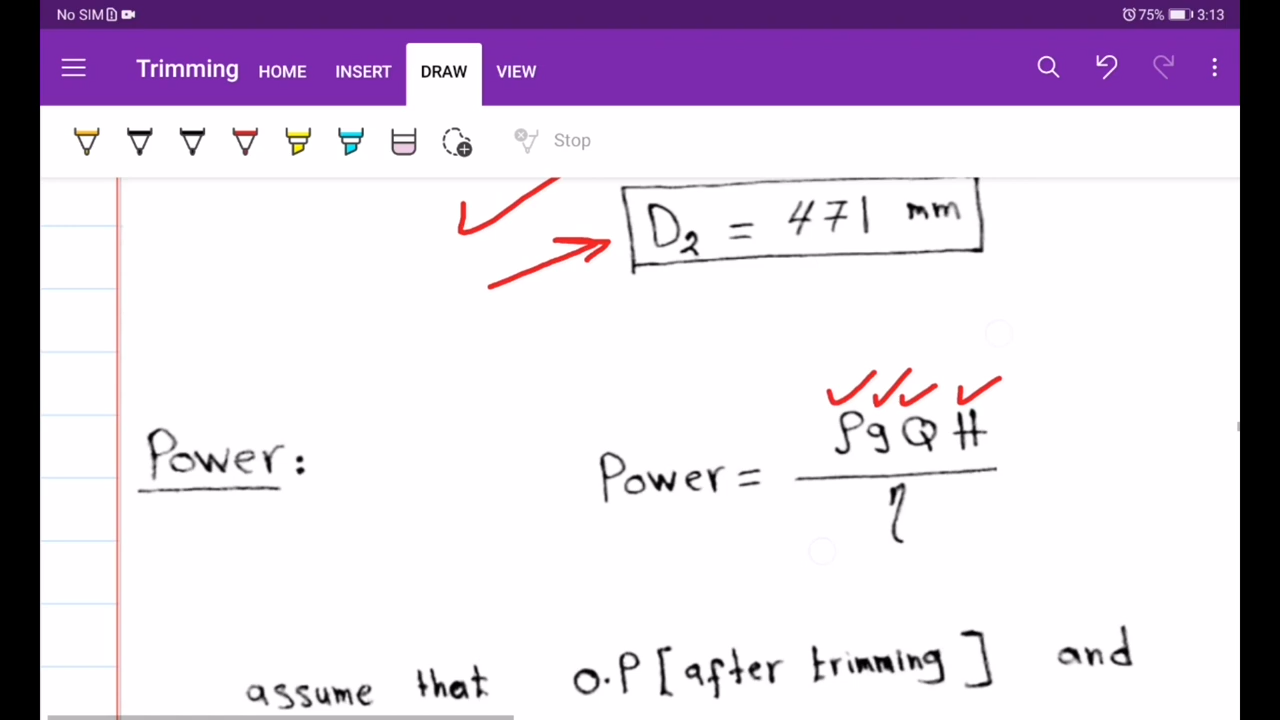 No SIM 75% 3:13
Trimming HOME INSERT DRAW VIEW
Stop
D₂ = 471 mm
Power: Power = ρgQH / η
assume that o.P [after trimming] and